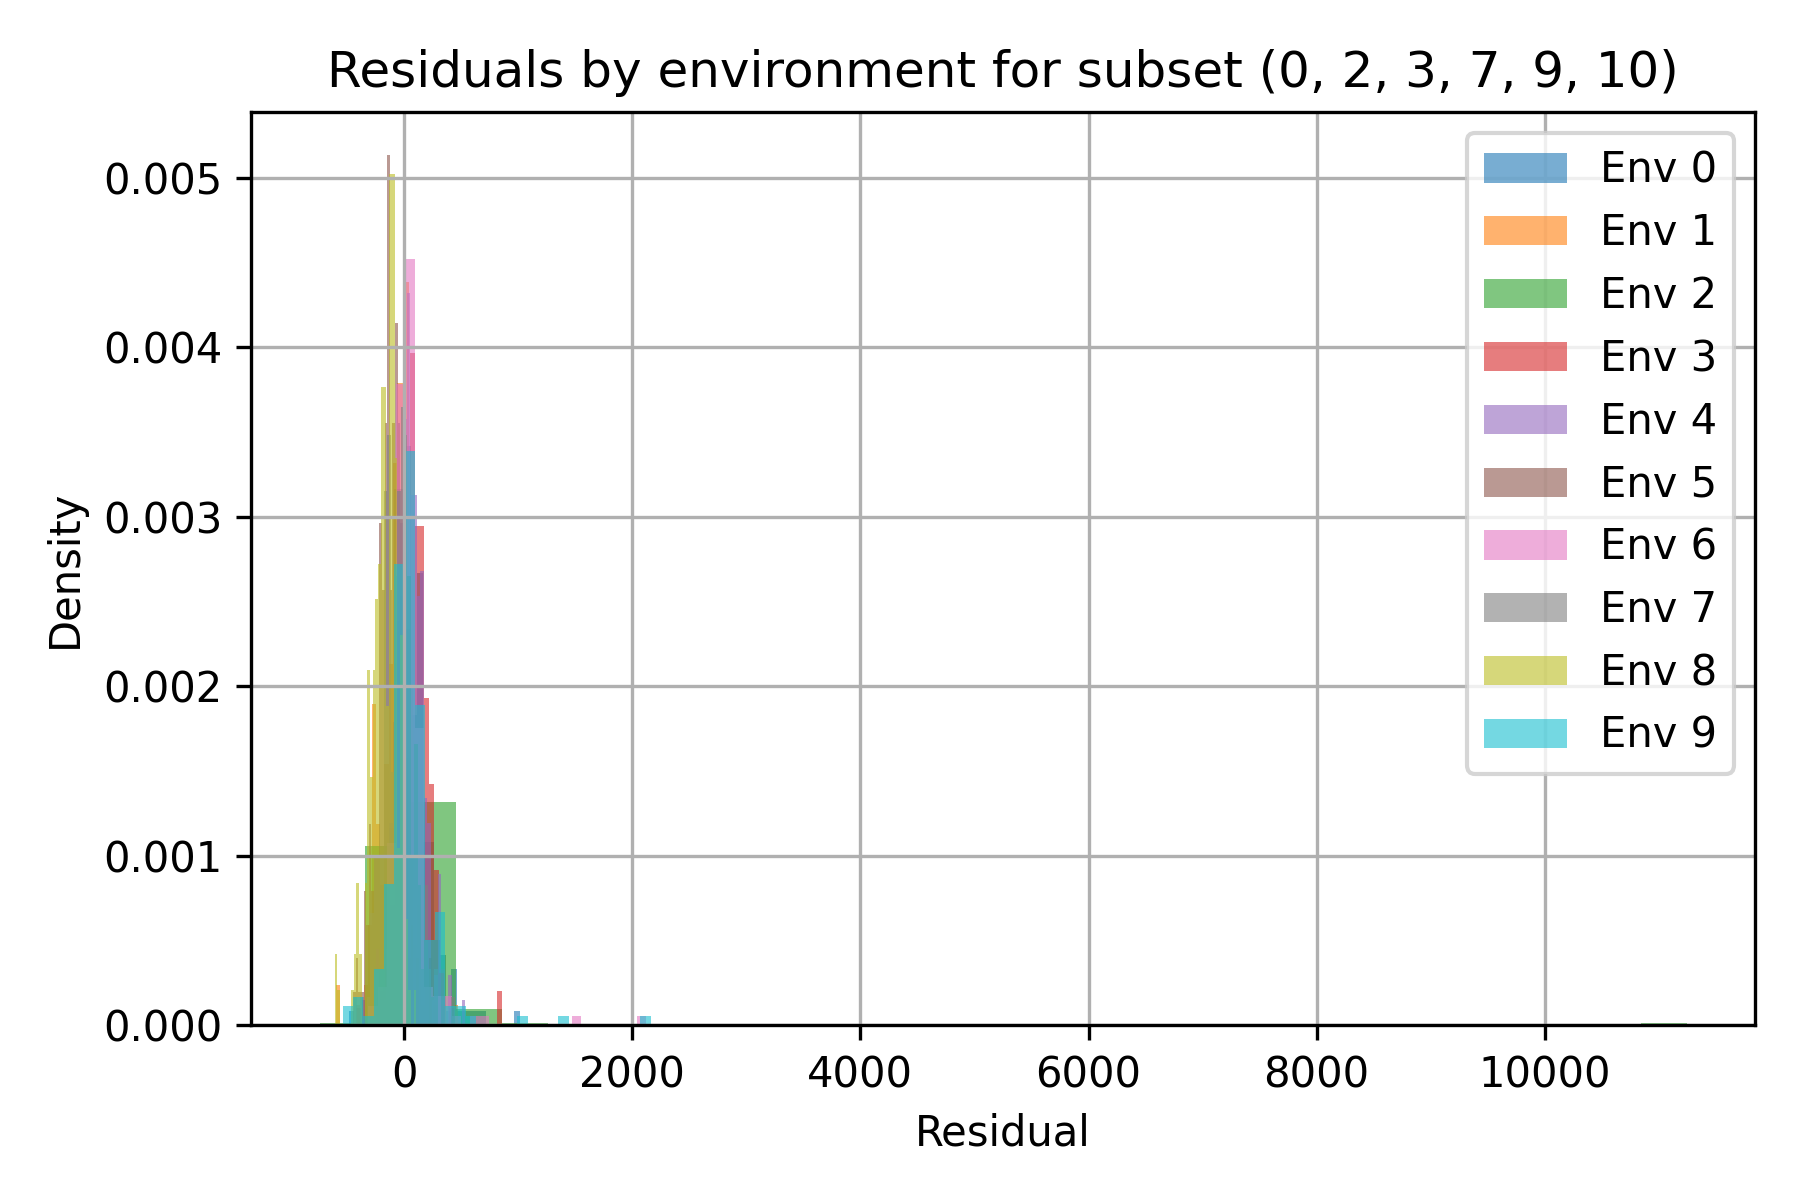 Residuals by environment for subset (0, 2, 3, 7, 9, 10)
Density
0.005
0.004
0.003
0.002
0.001
0.000
0
2000
4000
6000
8000
10000
Residual
Env 0
Env 1
Env 2
Env 3
Env 4
Env 5
Env 6
Env 7
Env 8
Env 9